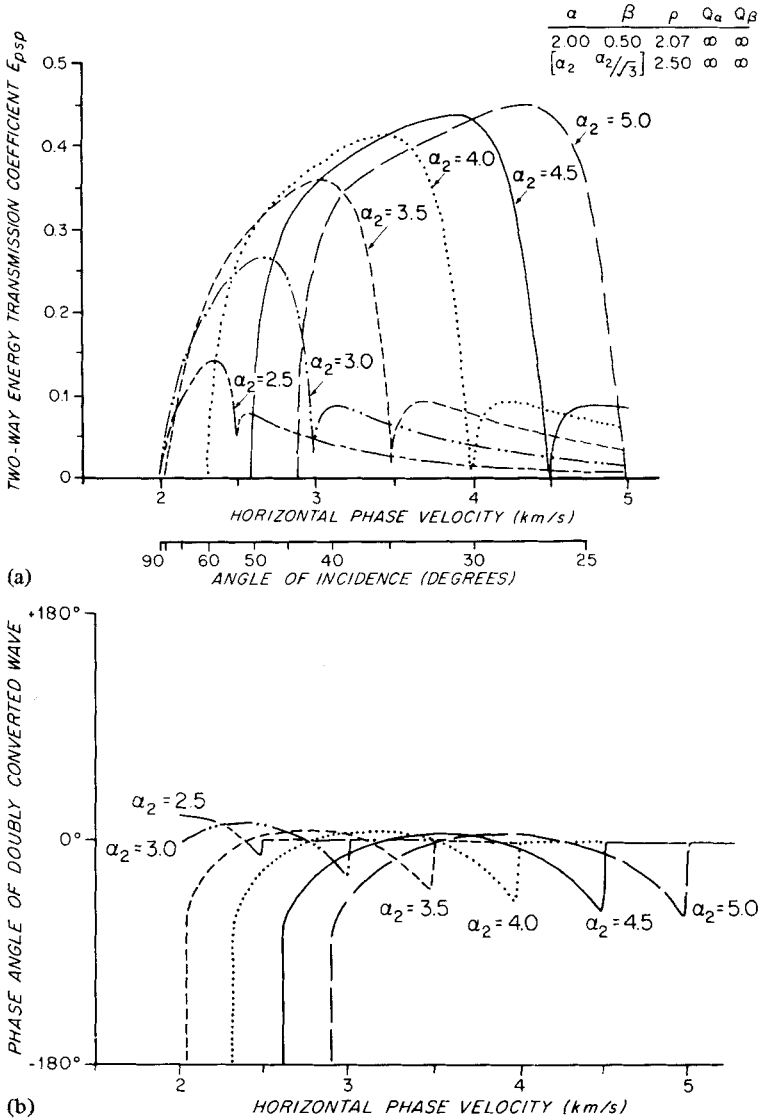 α β ρ Qα Qβ
2.00 0.50 2.07 ∞ ∞
[α2 α2/√3] 2.50 ∞ ∞
TWO-WAY ENERGY TRANSMISSION COEFFICIENT Epsp
0.5
0.4
0.3
0.2
0.1
0
α2=5.0
α2=4.0
α2=4.5
α2=3.5
α2=3.0
α2=2.5
2 3 4 5
HORIZONTAL PHASE VELOCITY (km/s)
90 60 50 40 30 25
ANGLE OF INCIDENCE (DEGREES)
(a)
PHASE ANGLE OF DOUBLY CONVERTED WAVE
+180°
0°
-180°
α2=2.5
α2=3.0
α2=3.5
α2=4.0
α2=4.5
α2=5.0
2 3 4 5
HORIZONTAL PHASE VELOCITY (km/s)
(b)